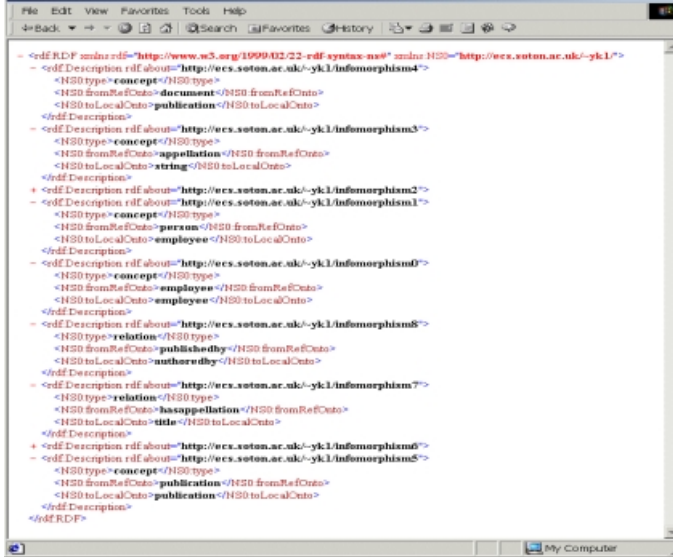 File Edit View Favorites Tools Help
Back Search Favorites History
- <rdf:RDF xmlns:rdf="http://www.w3.org/1999/02/22-rdf-syntax-ns#" xmlns:NS0="http://ecs.soton.ac.uk/~yk1/">
- <rdf:Description rdf:about="http://ecs.soton.ac.uk/~yk1/infomorphism4">
<NS0:type>concept</NS0:type>
<NS0:fromRefOnto>document</NS0:fromRefOnto>
<NS0:toLocalOnto>publication</NS0:toLocalOnto>
</rdf:Description>
- <rdf:Description rdf:about="http://ecs.soton.ac.uk/~yk1/infomorphism3">
<NS0:type>concept</NS0:type>
<NS0:fromRefOnto>appellation</NS0:fromRefOnto>
<NS0:toLocalOnto>string</NS0:toLocalOnto>
</rdf:Description>
+ <rdf:Description rdf:about="http://ecs.soton.ac.uk/~yk1/infomorphism2">
- <rdf:Description rdf:about="http://ecs.soton.ac.uk/~yk1/infomorphism1">
<NS0:type>concept</NS0:type>
<NS0:fromRefOnto>person</NS0:fromRefOnto>
<NS0:toLocalOnto>employee</NS0:toLocalOnto>
</rdf:Description>
- <rdf:Description rdf:about="http://ecs.soton.ac.uk/~yk1/infomorphism0">
<NS0:type>concept</NS0:type>
<NS0:fromRefOnto>employee</NS0:fromRefOnto>
<NS0:toLocalOnto>employee</NS0:toLocalOnto>
</rdf:Description>
- <rdf:Description rdf:about="http://ecs.soton.ac.uk/~yk1/infomorphism8">
<NS0:type>relation</NS0:type>
<NS0:fromRefOnto>publishedby</NS0:fromRefOnto>
<NS0:toLocalOnto>authoredby</NS0:toLocalOnto>
</rdf:Description>
- <rdf:Description rdf:about="http://ecs.soton.ac.uk/~yk1/infomorphism7">
<NS0:type>relation</NS0:type>
<NS0:fromRefOnto>hasappellation</NS0:fromRefOnto>
<NS0:toLocalOnto>title</NS0:toLocalOnto>
</rdf:Description>
+ <rdf:Description rdf:about="http://ecs.soton.ac.uk/~yk1/infomorphism6">
- <rdf:Description rdf:about="http://ecs.soton.ac.uk/~yk1/infomorphism5">
<NS0:type>concept</NS0:type>
<NS0:fromRefOnto>publication</NS0:fromRefOnto>
<NS0:toLocalOnto>publication</NS0:toLocalOnto>
</rdf:Description>
</rdf:RDF>
My Computer